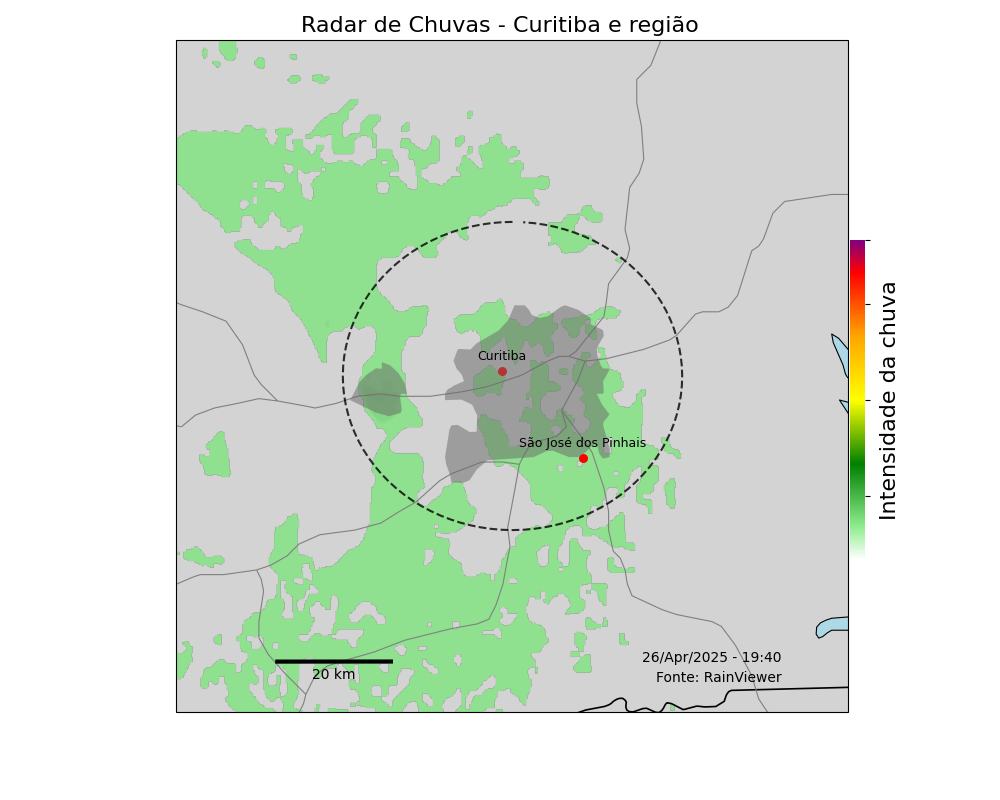 Radar de Chuvas - Curitiba e região
Curitiba
São José dos Pinhais
Intensidade da chuva
26/Apr/2025 - 19:40
20 km
Fonte: RainViewer